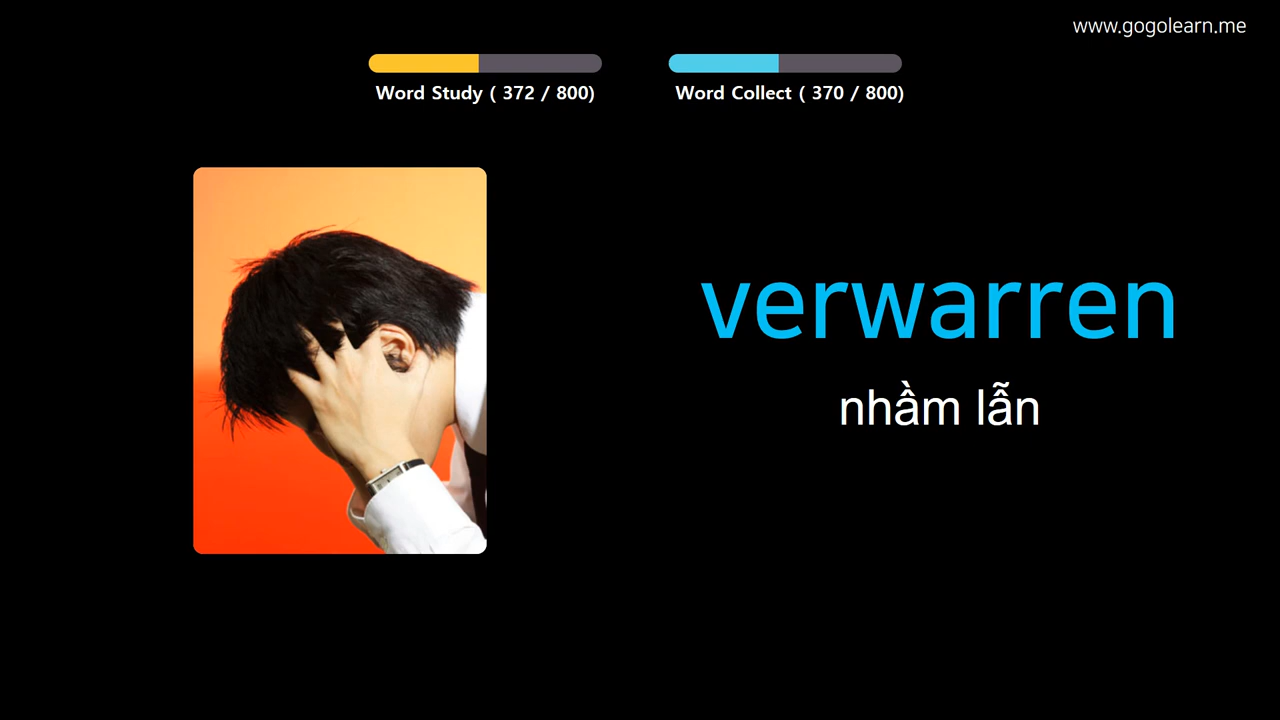 www.gogolearn.me
Word Study ( 372 / 800)
Word Collect ( 370 / 800)
verwarren
nhầm lẫn